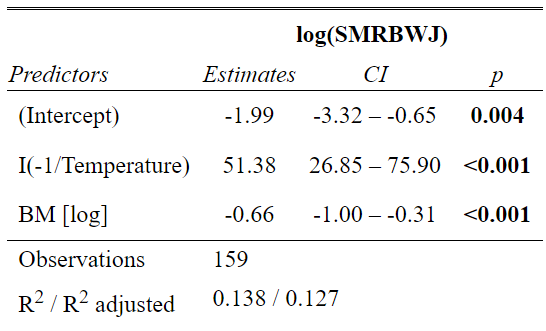 log(SMRBWJ)
Predictors Estimates CI p
(Intercept) -1.99 -3.32 – -0.65 0.004
I(-1/Temperature) 51.38 26.85 – 75.90 <0.001
BM [log] -0.66 -1.00 – -0.31 <0.001
Observations 159
R² / R² adjusted 0.138 / 0.127